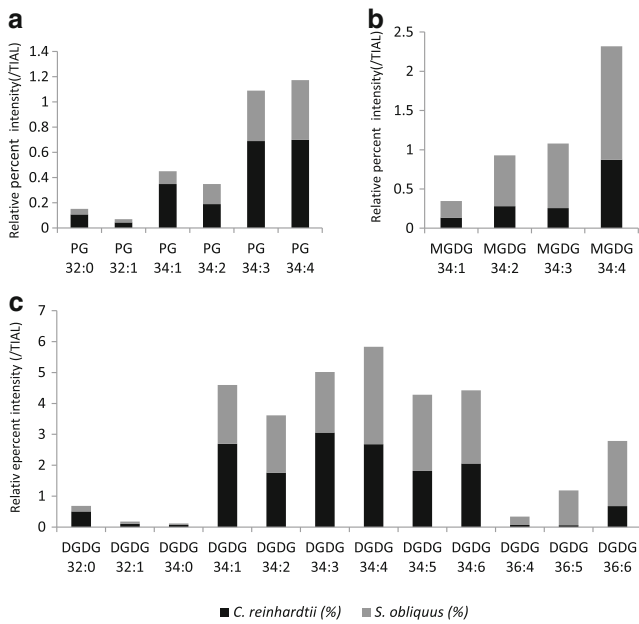 a
Relative percent intensity(/TIAL)
1.4
1.2
1
0.8
0.6
0.4
0.2
0
PG PG PG PG PG PG
32:0 32:1 34:1 34:2 34:3 34:4
b
Relative percent intensity(/TIAL)
2.5
2
1.5
1
0.5
0
MGDG MGDG MGDG MGDG
34:1 34:2 34:3 34:4
c
Relativ epercent intensity (/TIAL)
7
6
5
4
3
2
1
0
DGDG DGDG DGDG DGDG DGDG DGDG DGDG DGDG DGDG DGDG DGDG DGDG
32:0 32:1 34:0 34:1 34:2 34:3 34:4 34:5 34:6 36:4 36:5 36:6
C. reinhardtii (%) S. obliquus (%)